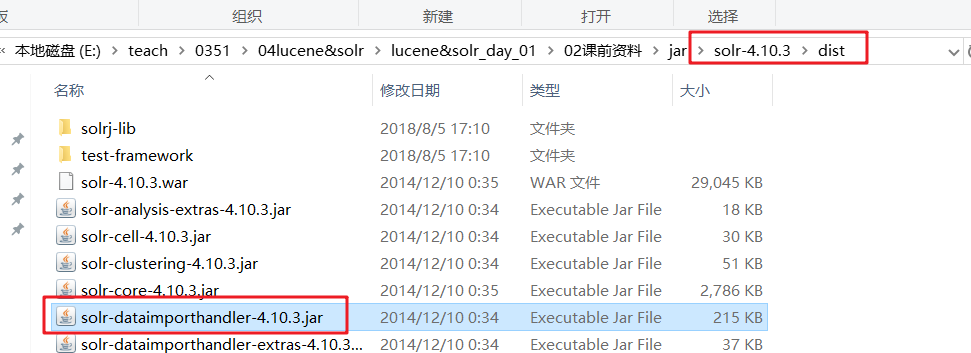 组织 新建 打开 选择
« 本地磁盘 (E:) › teach › 0351 › 04lucene&solr › lucene&solr_day_01 › 02课前资料 › jar › solr-4.10.3 › dist
名称 修改日期 类型 大小
solrj-lib 2018/8/5 17:10 文件夹
test-framework 2018/8/5 17:10 文件夹
solr-4.10.3.war 2014/12/10 0:35 WAR 文件 29,045 KB
solr-analysis-extras-4.10.3.jar 2014/12/10 0:34 Executable Jar File 18 KB
solr-cell-4.10.3.jar 2014/12/10 0:34 Executable Jar File 30 KB
solr-clustering-4.10.3.jar 2014/12/10 0:34 Executable Jar File 51 KB
solr-core-4.10.3.jar 2014/12/10 0:34 Executable Jar File 2,786 KB
solr-dataimporthandler-4.10.3.jar 2014/12/10 0:34 Executable Jar File 215 KB
solr-dataimporthandler-extras-4.10.3... 2014/12/10 0:34 Executable Jar File 37 KB